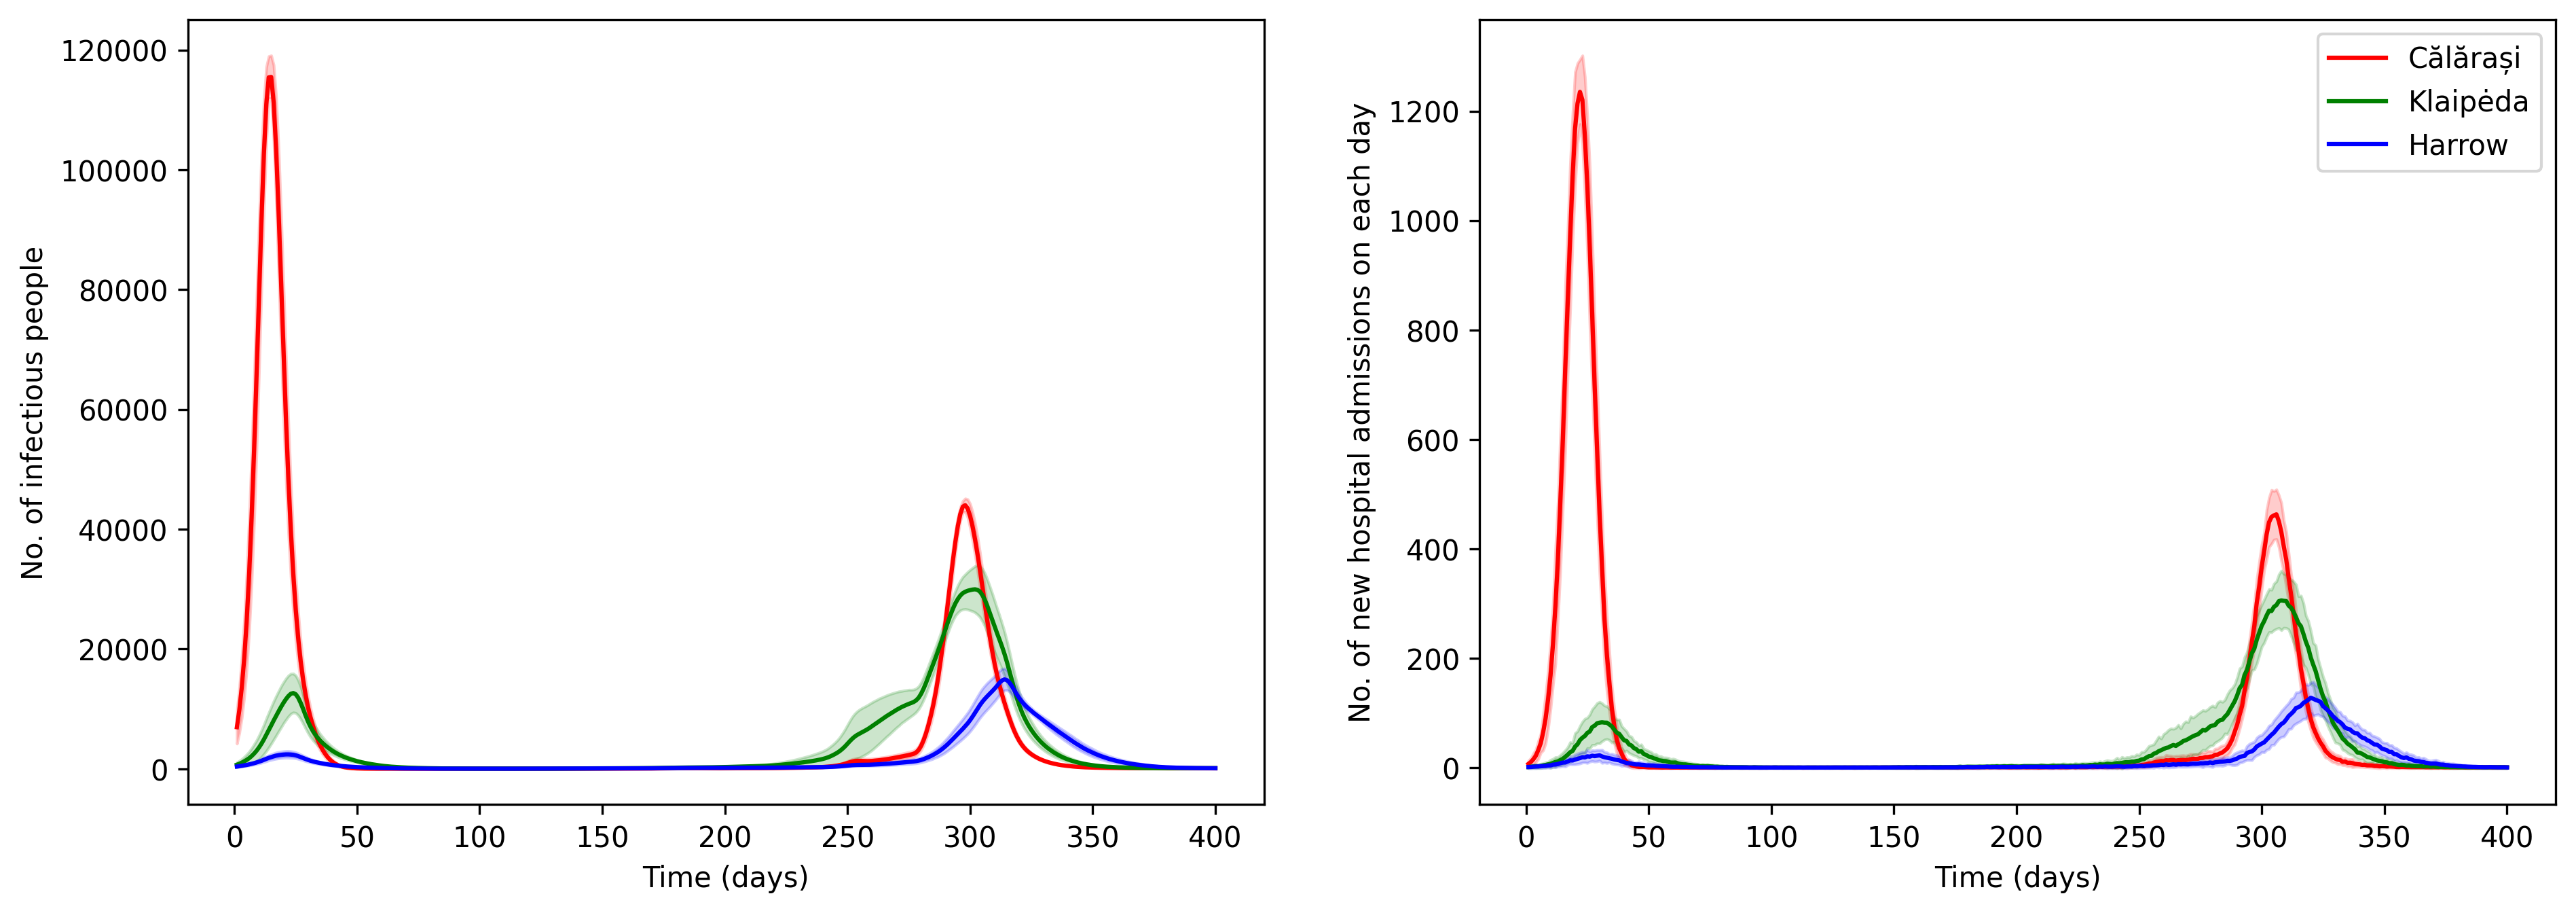 No. of infectious people
120000
100000
80000
60000
40000
20000
0
0 50 100 150 200 250 300 350 400
Time (days)
No. of new hospital admissions on each day
1200
1000
800
600
400
200
0
0 50 100 150 200 250 300 350 400
Time (days)
Călărași
Klaipėda
Harrow